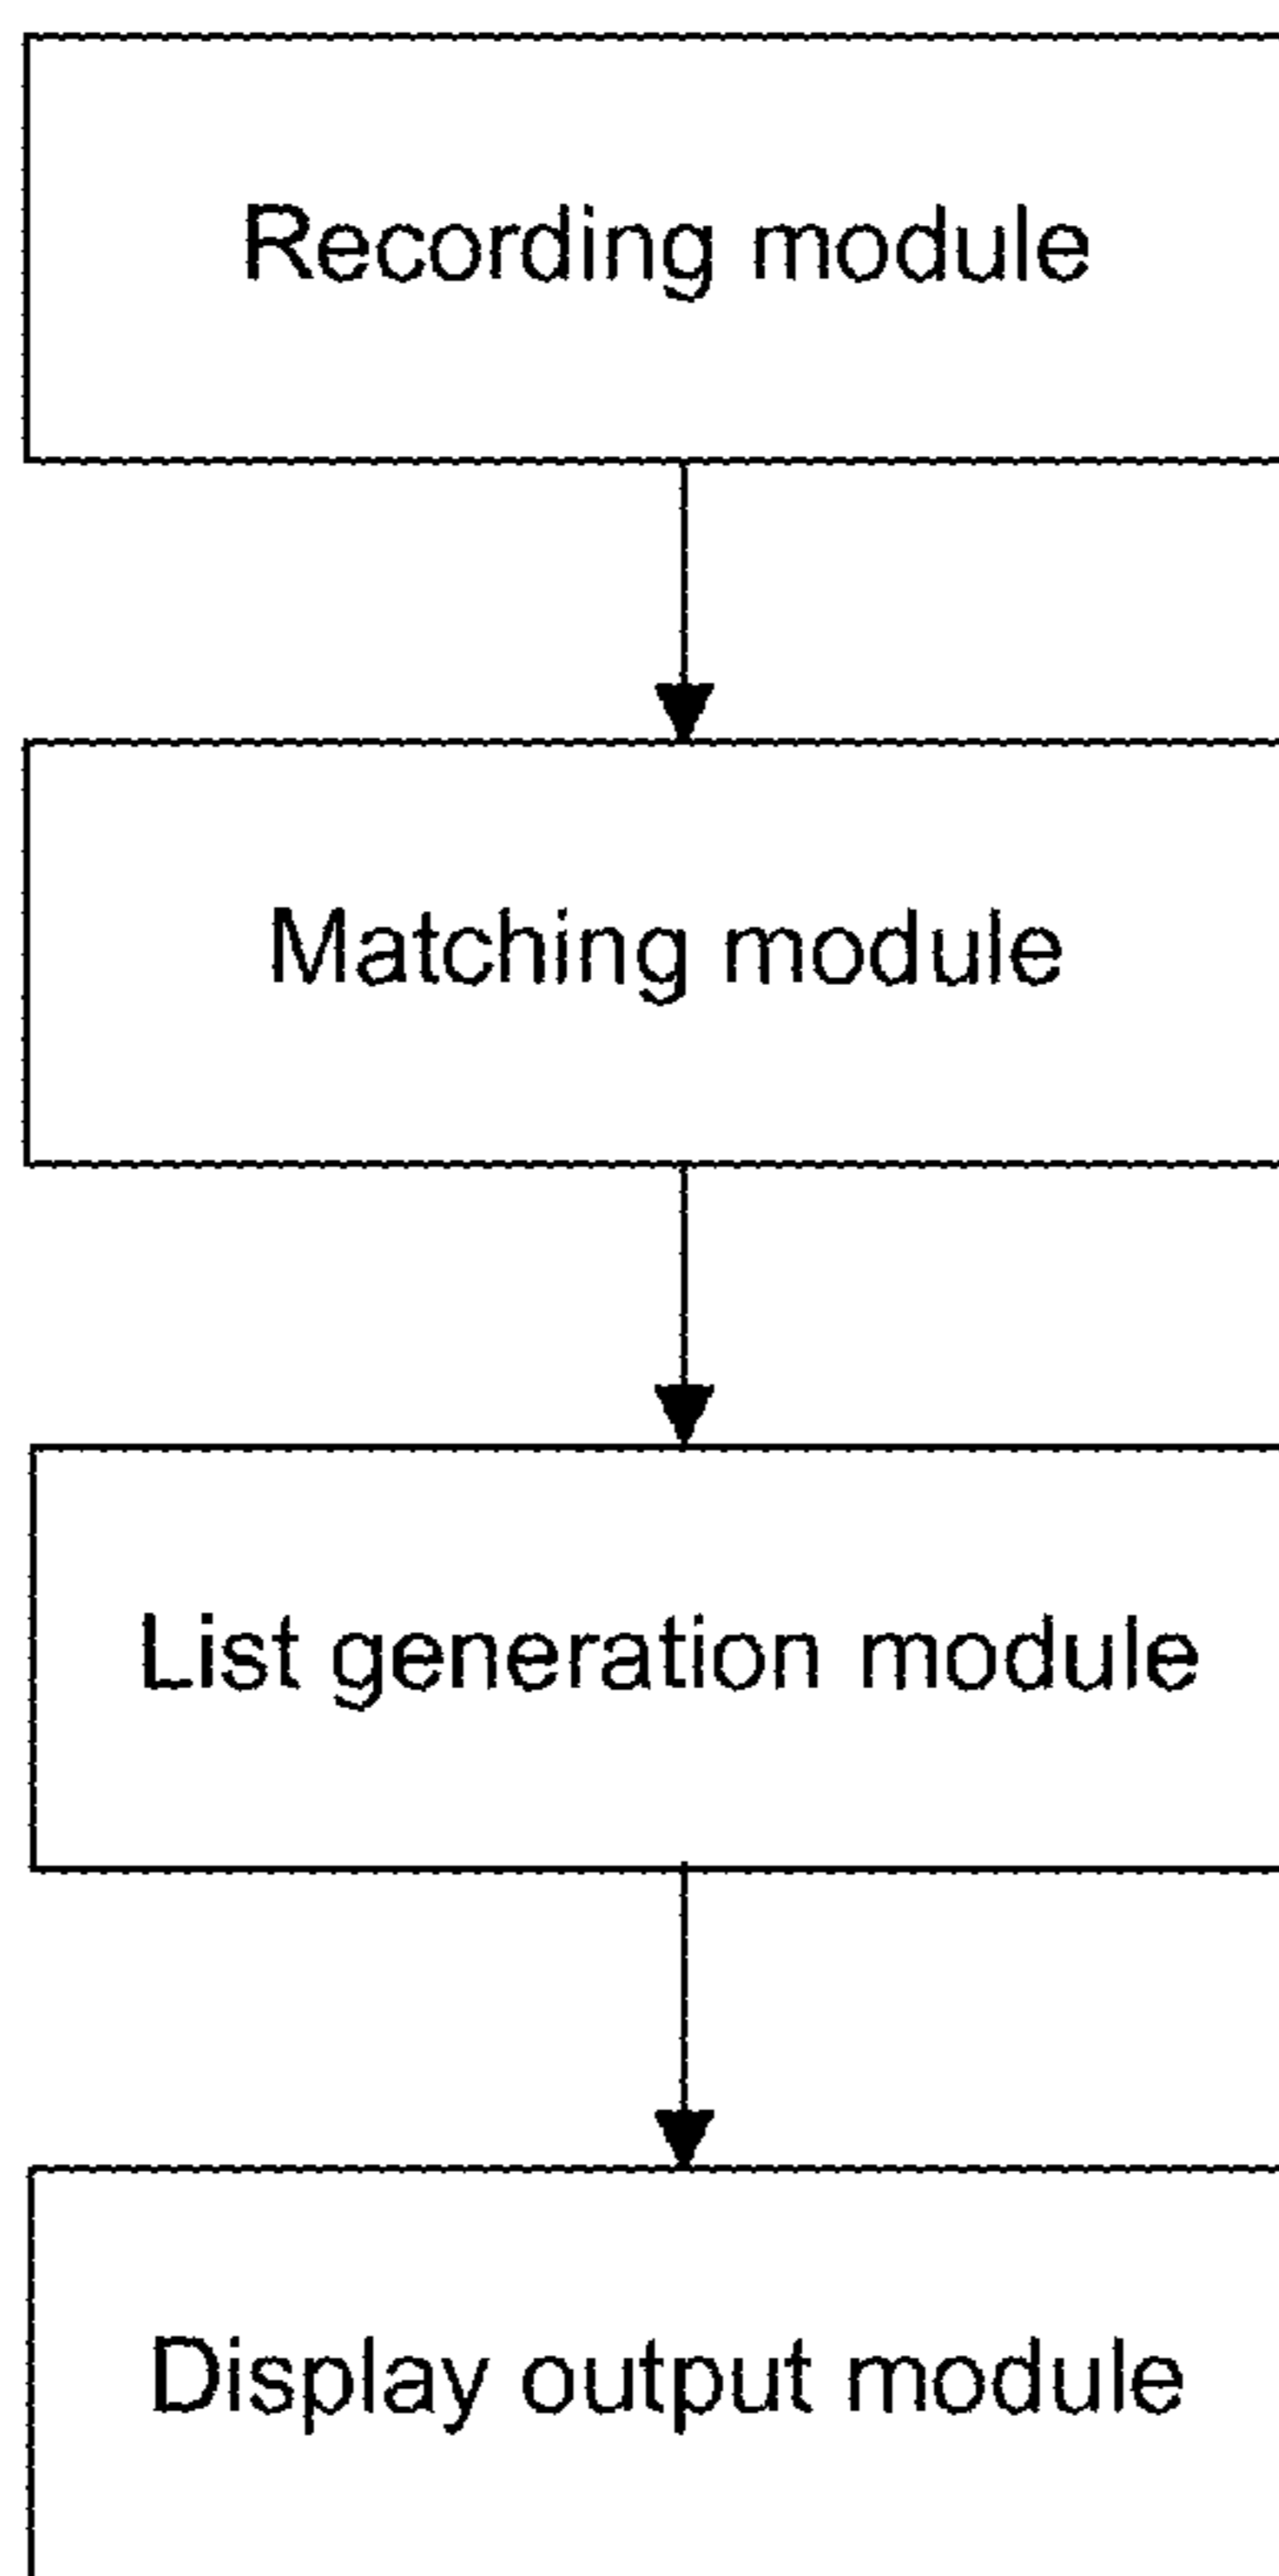 Recording module
Matching module
List generation module
Display output module